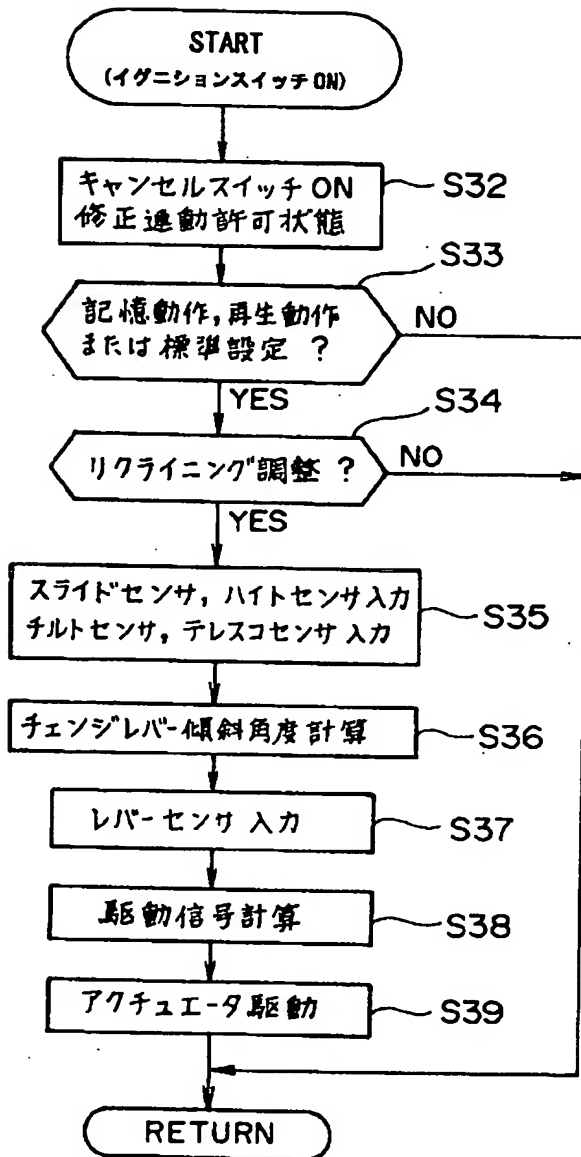 START
(イグニションスイッチ ON)
キャンセルスイッチ ON
修正連動許可状態
S32
S33
記憶動作, 再生動作
または標準設定 ?
NO
YES
S34
リクライニング調整 ?
NO
YES
スライドセンサ, ハイトセンサ入力
チルトセンサ, テレスコセンサ 入力
S35
チェンジレバー傾斜角度計算
S36
レバーセンサ 入力
S37
駆動信号計算
S38
アクチュエータ駆動
S39
RETURN